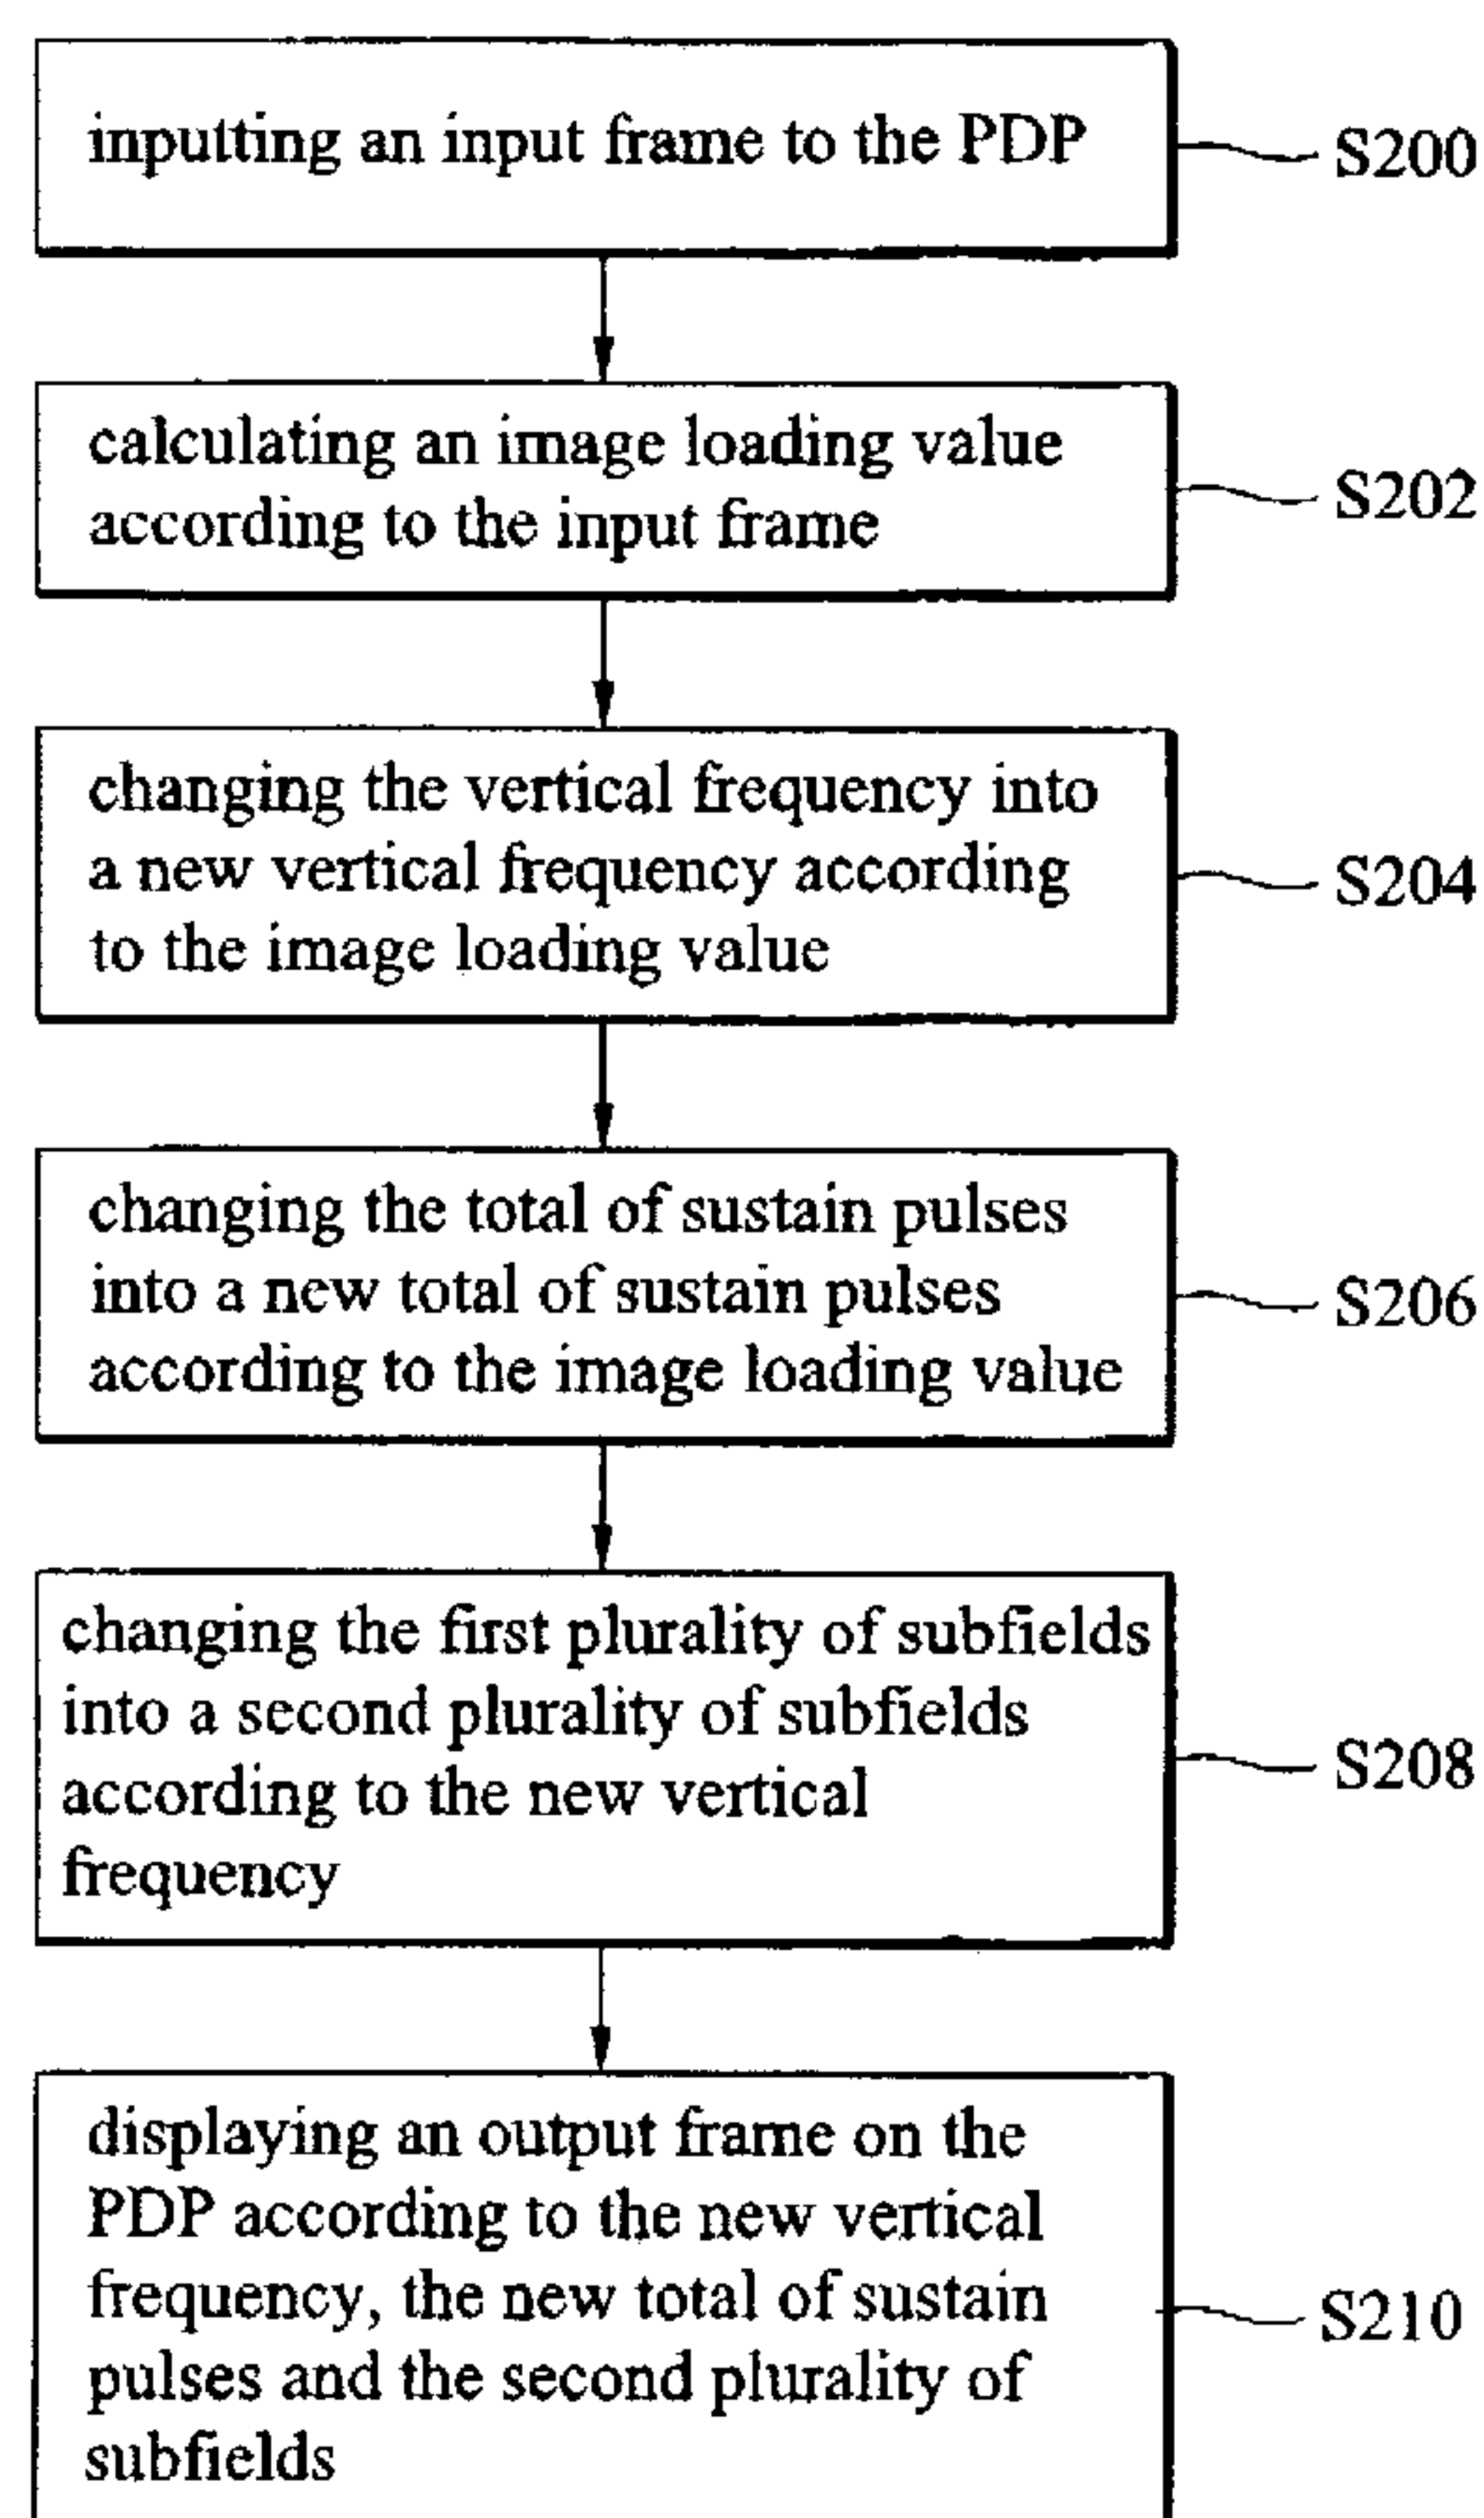 inputting an input frame to the PDP
S200
calculating an image loading value
according to the input frame
S202
changing the vertical frequency into
a new vertical frequency according
to the image loading value
S204
changing the total of sustain pulses
into a new total of sustain pulses
according to the image loading value
S206
changing the first plurality of subfields
into a second plurality of subfields
according to the new vertical
frequency
S208
displaying an output frame on the
PDP according to the new vertical
frequency, the new total of sustain
pulses and the second plurality of
subfields
S210